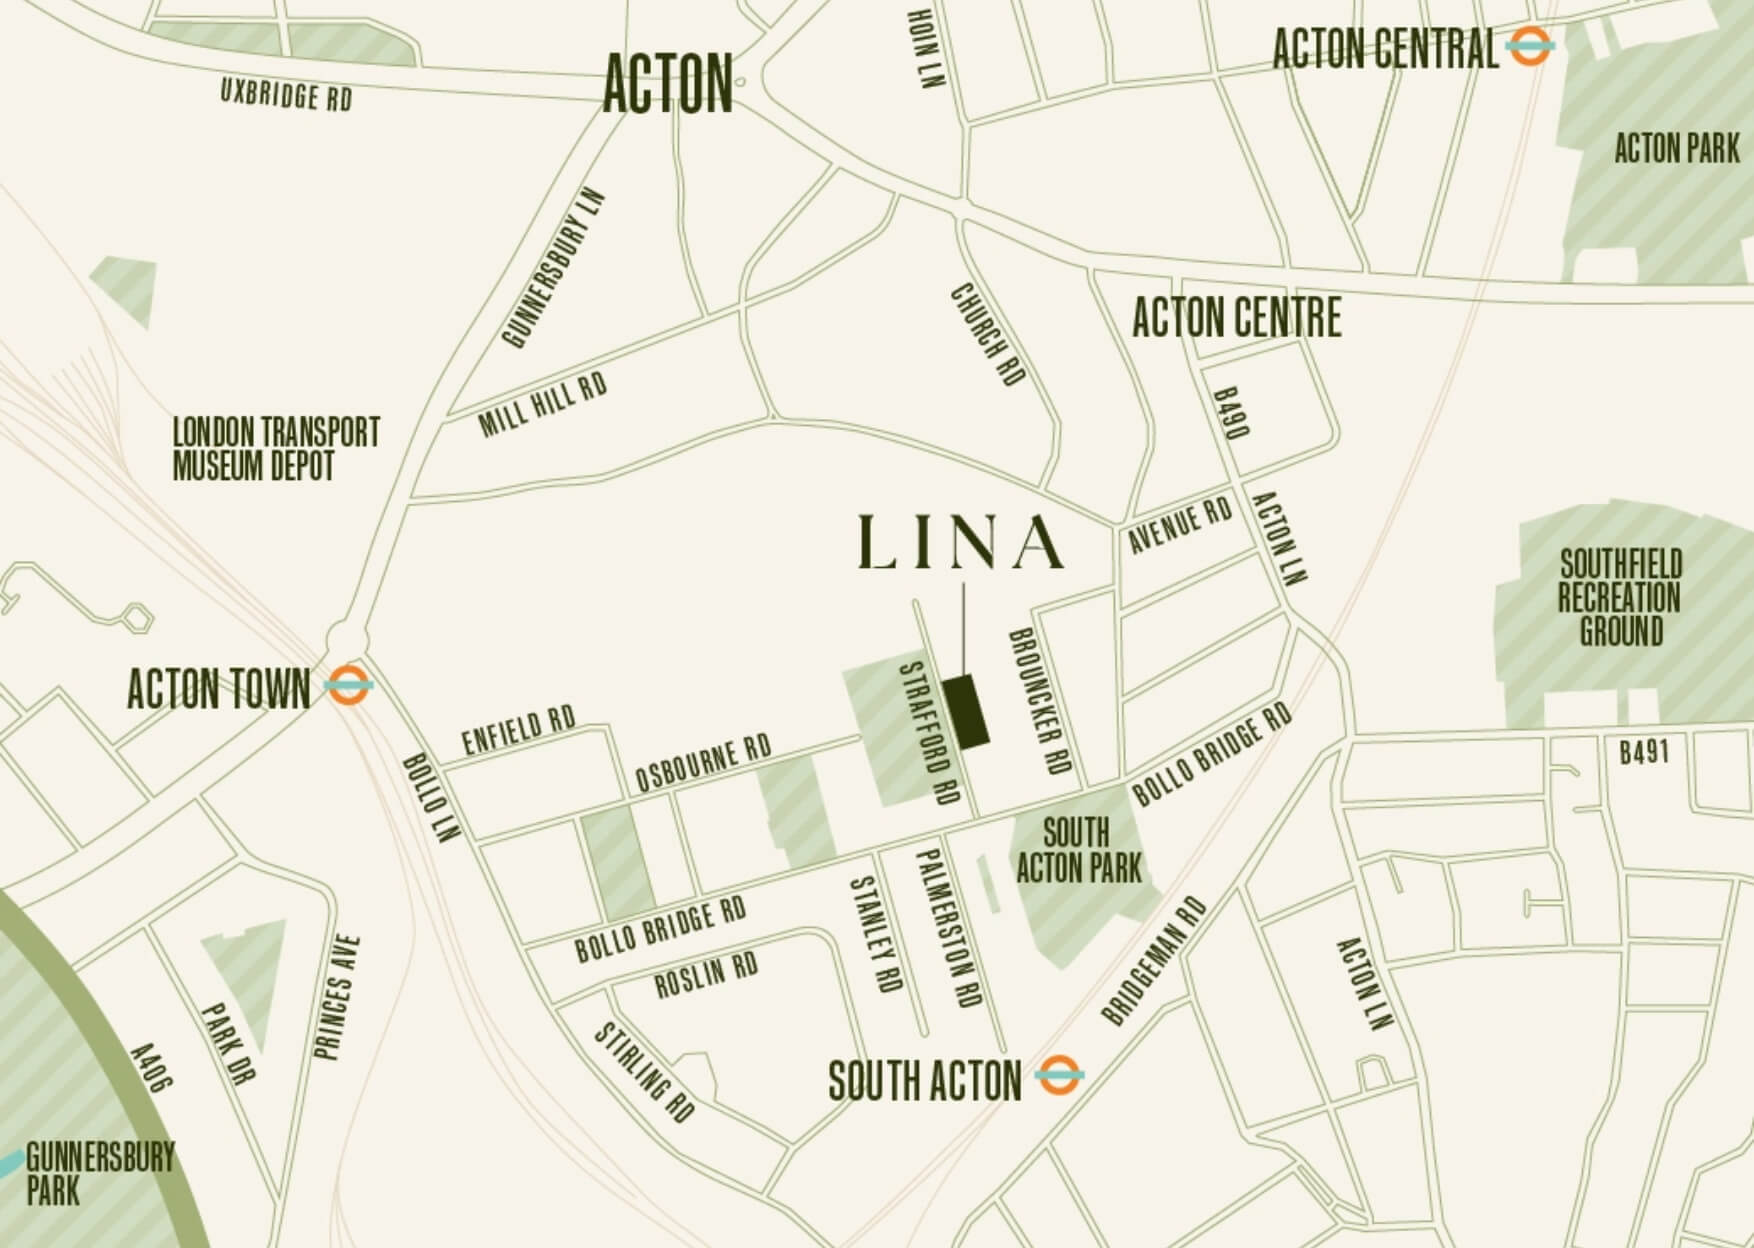 HOIN LN
ACTON CENTRAL
ACTON
UXBRIDGE RD
ACTON PARK
GUNNERSBURY LN
CHURCH RD
ACTON CENTRE
MILL HILL RD
B490
LONDON TRANSPORT
MUSEUM DEPOT
AVENUE RD
ACTON LN
LINA
SOUTHFIELD
RECREATION
GROUND
ACTON TOWN
STRAFFORD RD
BROUNCKER RD
ENFIELD RD
OSBOURNE RD
BOLLO BRIDGE RD
B491
BOLLO LN
SOUTH
ACTON PARK
BOLLO BRIDGE RD
STANLEY RD
PALMERSTON RD
BRIDGEMAN RD
ROSLIN RD
ACTON LN
PRINCES AVE
PARK DR
A406
STIRLING RD
SOUTH ACTON
GUNNERSBURY
PARK